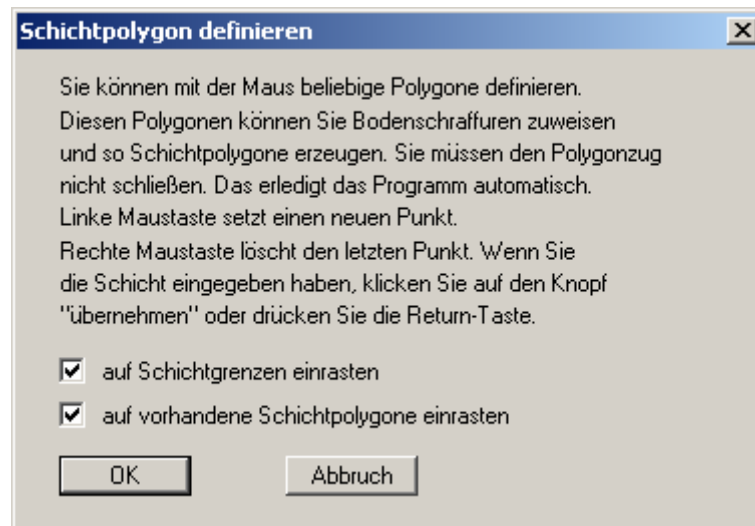 Schichtpolygon definieren
Sie können mit der Maus beliebige Polygone definieren.
Diesen Polygonen können Sie Bodenschraffuren zuweisen
und so Schichtpolygone erzeugen. Sie müssen den Polygonzug
nicht schließen. Das erledigt das Programm automatisch.
Linke Maustaste setzt einen neuen Punkt.
Rechte Maustaste löscht den letzten Punkt. Wenn Sie
die Schicht eingegeben haben, klicken Sie auf den Knopf
"übernehmen" oder drücken Sie die Return-Taste.
auf Schichtgrenzen einrasten
auf vorhandene Schichtpolygone einrasten
OK Abbruch